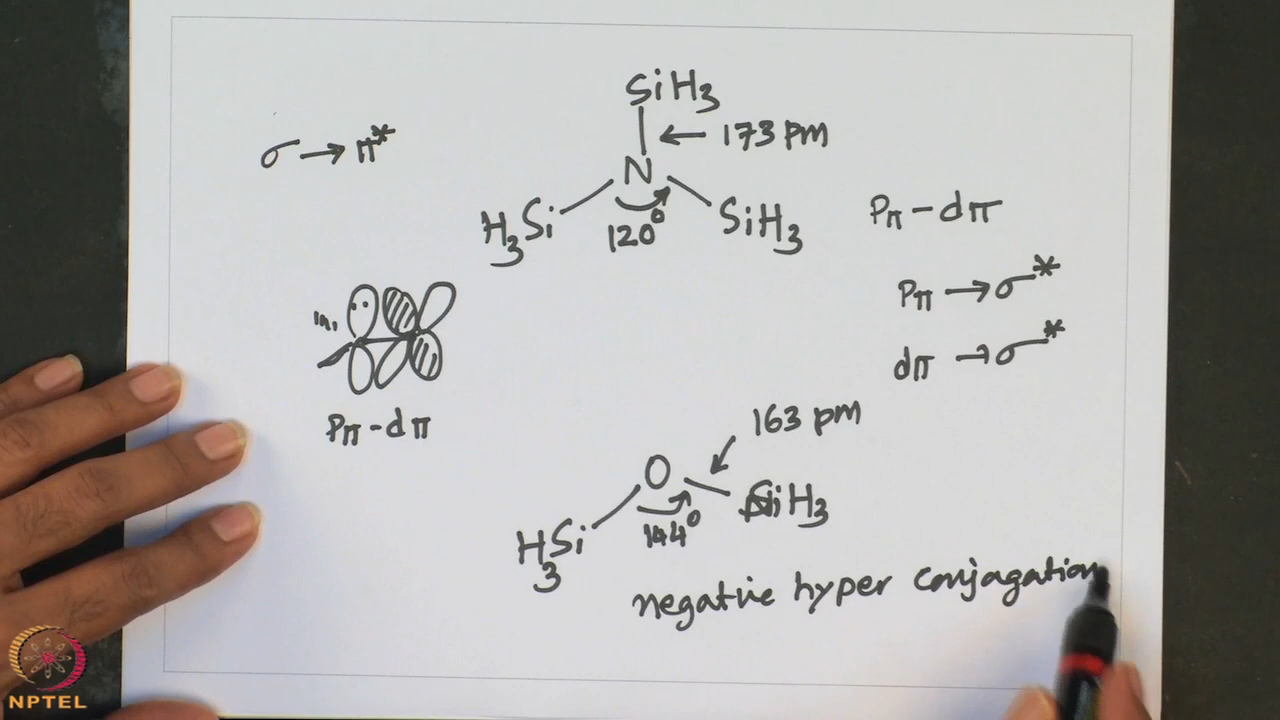 SiH3
σ → π*
← 173 pm
N
H3Si
120°
SiH3
Pπ - dπ
Pπ → σ*
dπ → σ*
Pπ - dπ
163 pm
O
H3Si
144°
SiH3
negative hyper conjagation
NPTEL